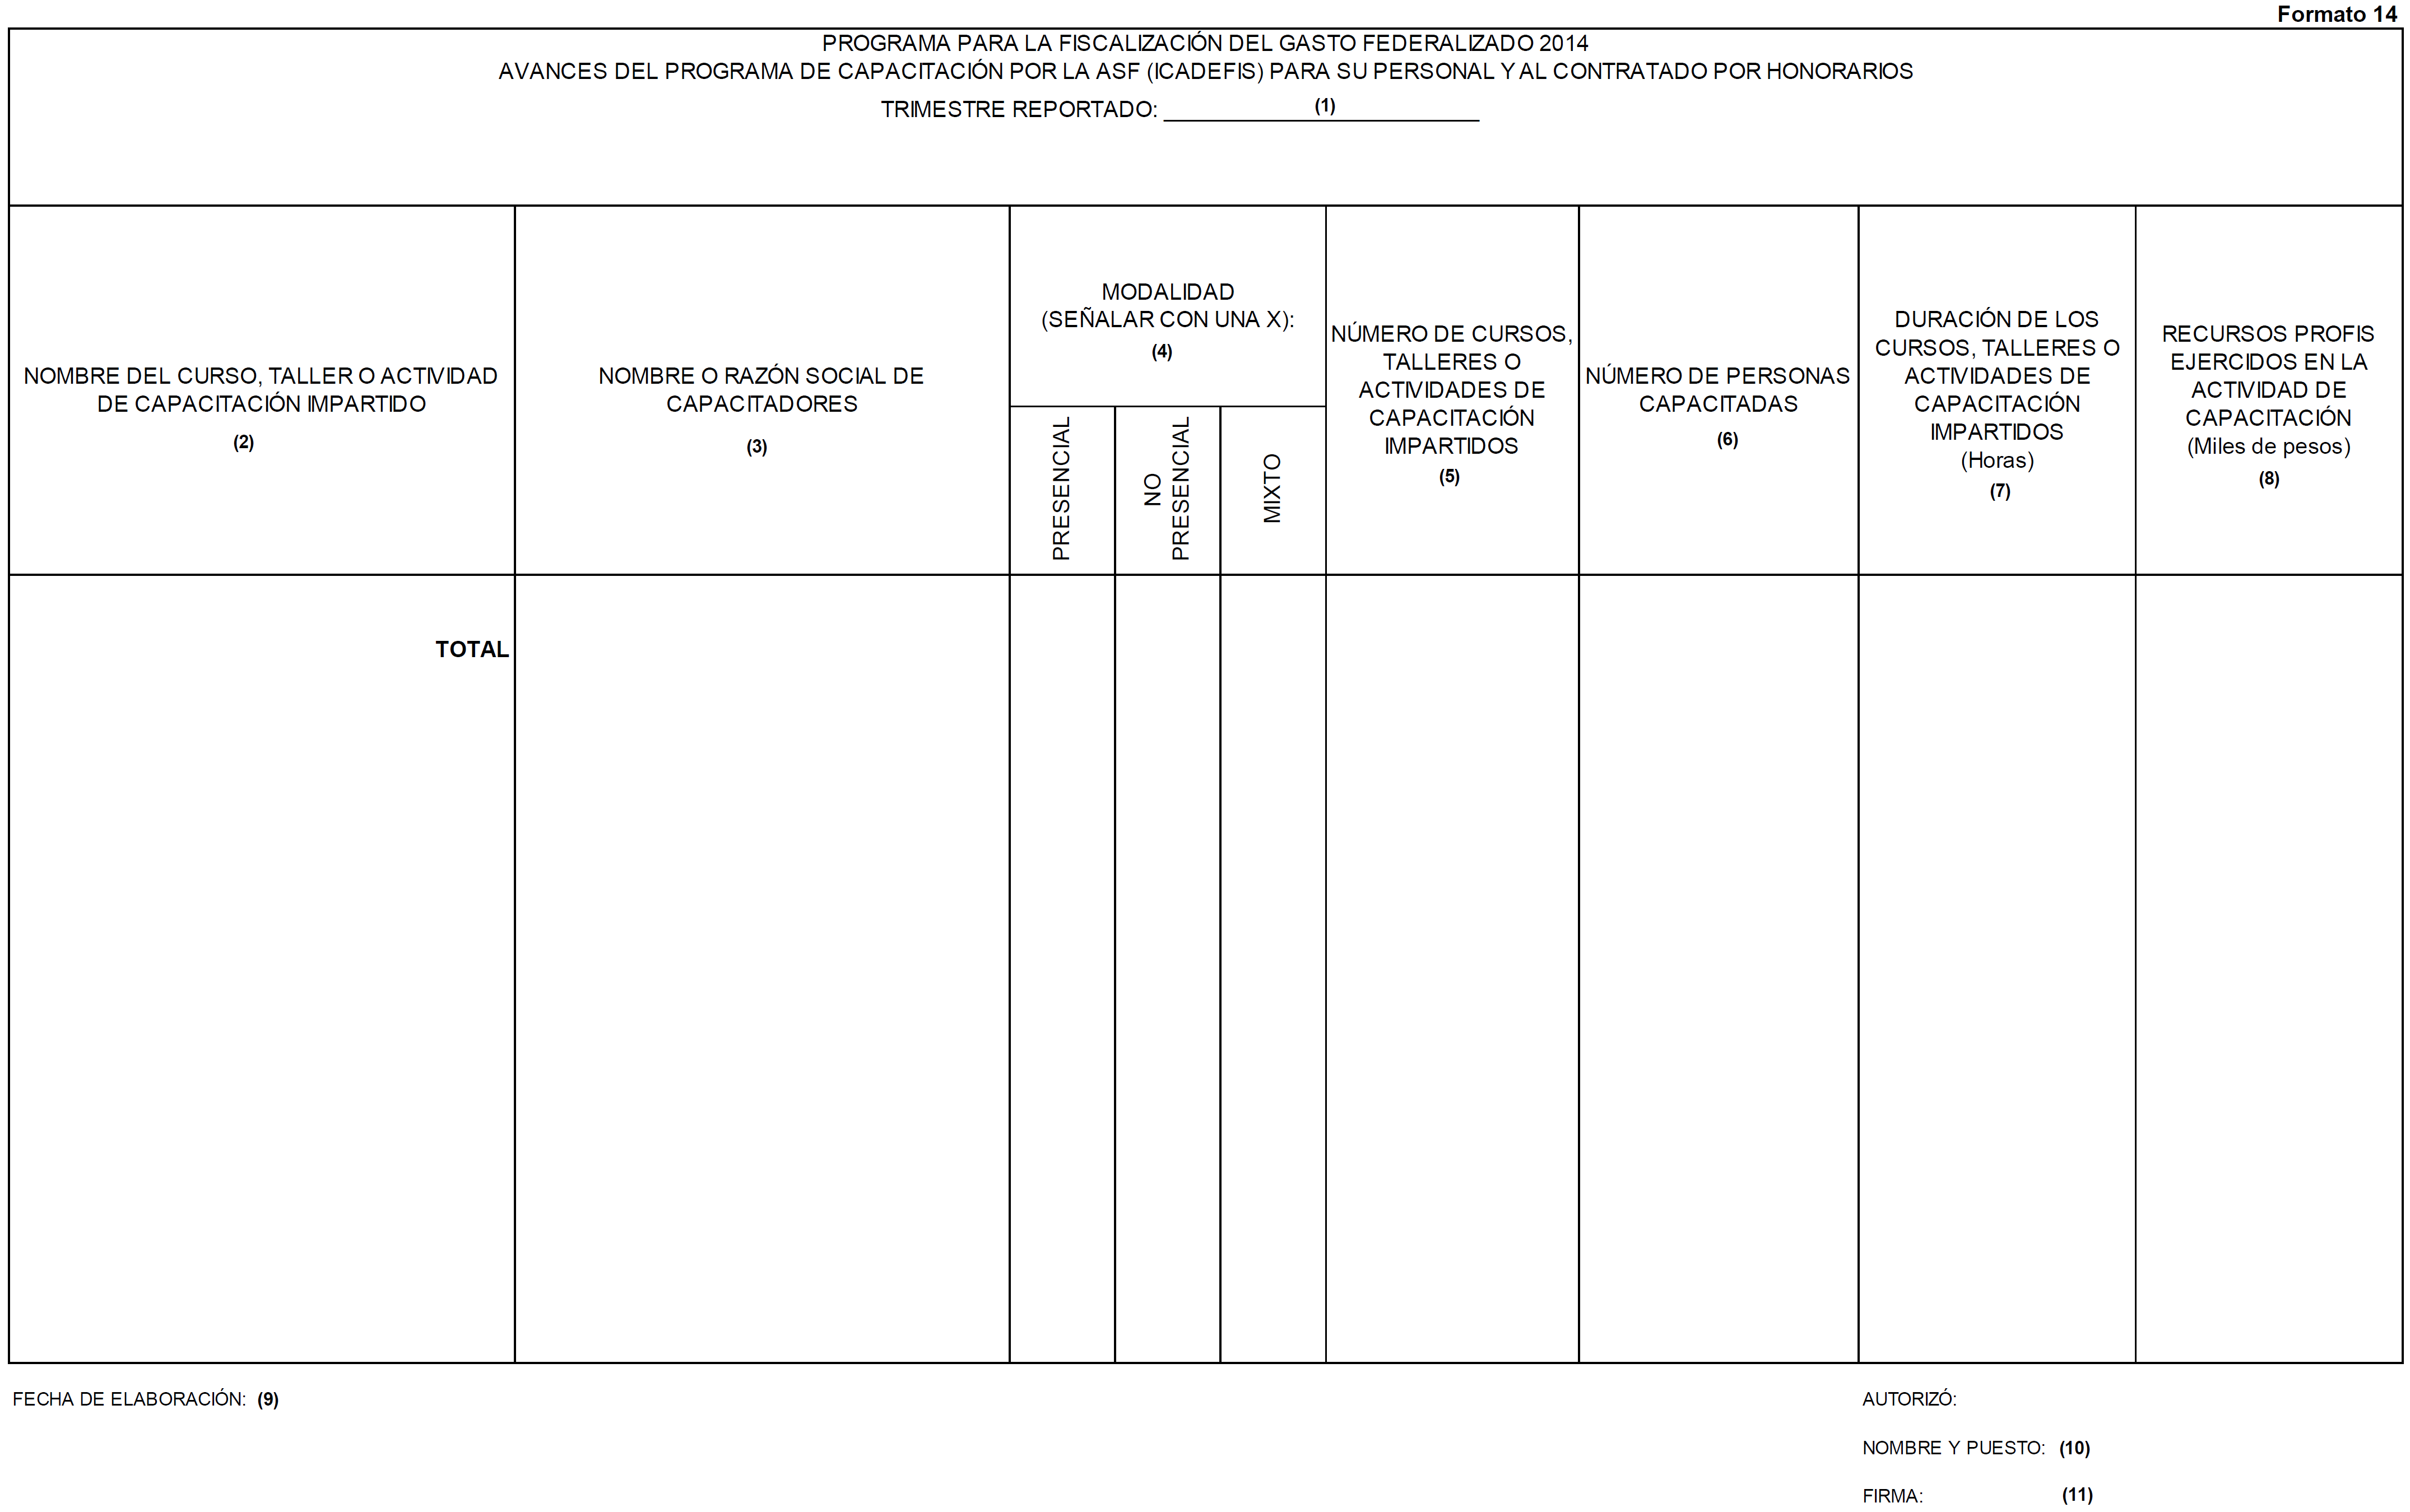 Formato 14
PROGRAMA PARA LA FISCALIZACIÓN DEL GASTO FEDERALIZADO 2014
AVANCES DEL PROGRAMA DE CAPACITACIÓN POR LA ASF (ICADEFIS) PARA SU PERSONAL Y AL CONTRATADO POR HONORARIOS
TRIMESTRE REPORTADO: (1)
NOMBRE DEL CURSO, TALLER O ACTIVIDAD
DE CAPACITACIÓN IMPARTIDO
(2)
NOMBRE O RAZÓN SOCIAL DE
CAPACITADORES
(3)
MODALIDAD
(SEÑALAR CON UNA X):
(4)
PRESENCIAL
NO
PRESENCIAL
MIXTO
NÚMERO DE CURSOS,
TALLERES O
ACTIVIDADES DE
CAPACITACIÓN
IMPARTIDOS
(5)
NÚMERO DE PERSONAS
CAPACITADAS
(6)
DURACIÓN DE LOS
CURSOS, TALLERES O
ACTIVIDADES DE
CAPACITACIÓN
IMPARTIDOS
(Horas)
(7)
RECURSOS PROFIS
EJERCIDOS EN LA
ACTIVIDAD DE
CAPACITACIÓN
(Miles de pesos)
(8)
TOTAL
FECHA DE ELABORACIÓN: (9)
AUTORIZÓ:
NOMBRE Y PUESTO: (10)
FIRMA: (11)